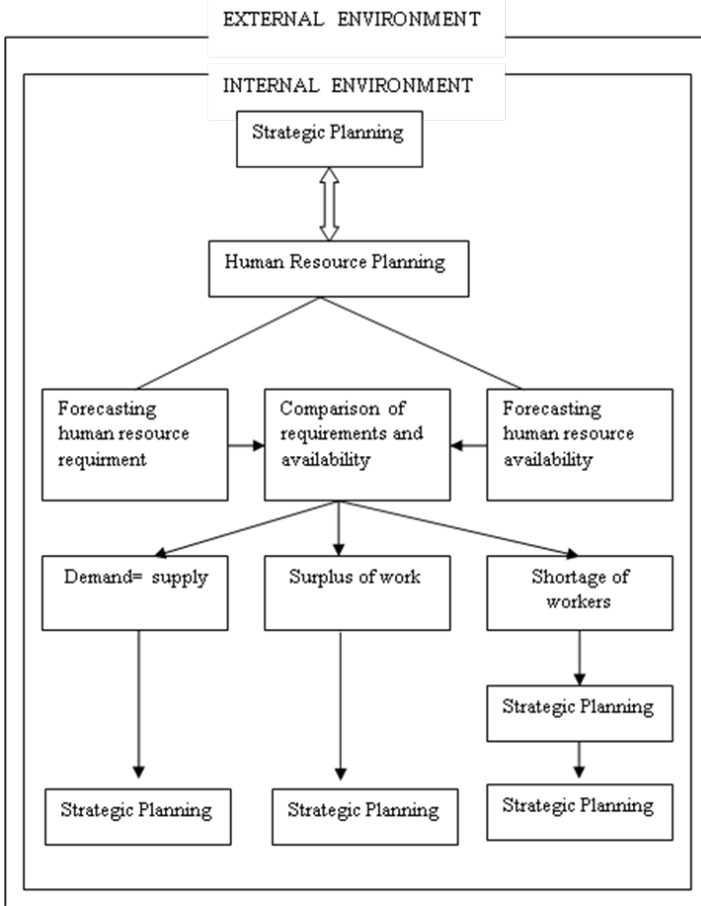 EXTERNAL ENVIRONMENT
INTERNAL ENVIRONMENT
Strategic Planning
Human Resource Planning
Forecasting
human resource
requirment
Comparison of
requirements and
availability
Forecasting
human resource
availability
Demand= supply
Surplus of work
Shortage of
workers
Strategic Planning
Strategic Planning
Strategic Planning
Strategic Planning